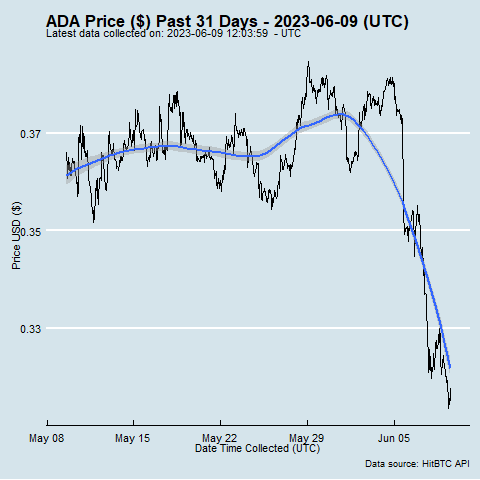 ADA Price ($) Past 31 Days - 2023-06-09 (UTC)
Latest data collected on: 2023-06-09 12:03:59 - UTC
Price USD ($)
0.37
0.35
0.33
May 08
May 15
May 22
May 29
Jun 05
Date Time Collected (UTC)
Data source: HitBTC API